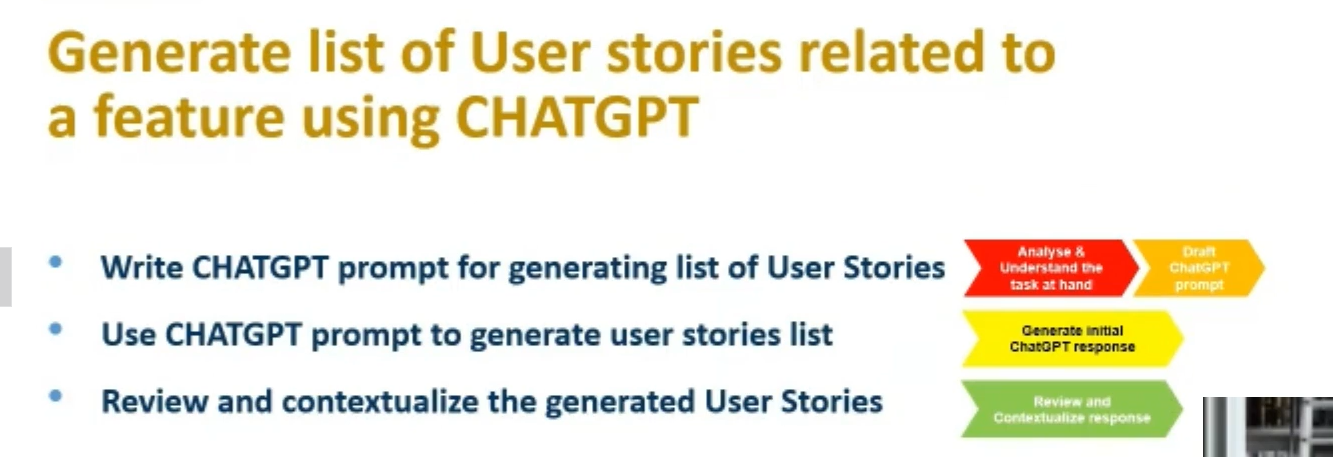 Generate list of User stories related to
a feature using CHATGPT
• Write CHATGPT prompt for generating list of User Stories
Analyse &
Understand the
task at hand
Draft
ChatGPT
prompt
• Use CHATGPT prompt to generate user stories list
Generate initial
ChatGPT response
• Review and contextualize the generated User Stories
Review and
Contextualize response